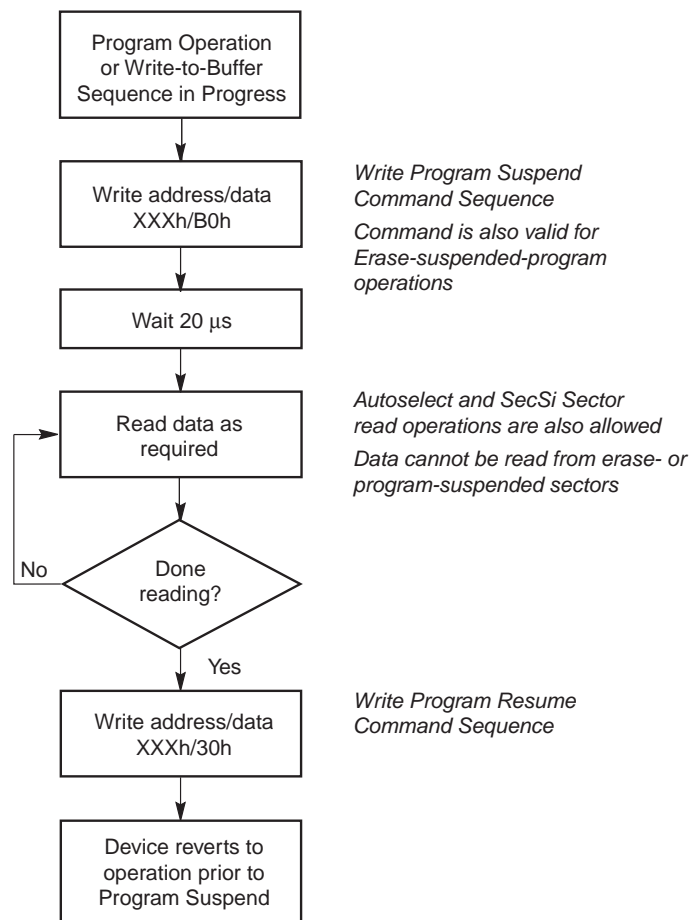 Program Operation
or Write-to-Buffer
Sequence in Progress
Write address/data
XXXh/B0h
Write Program Suspend
Command Sequence
Command is also valid for
Erase-suspended-program
operations
Wait 20 μs
Read data as
required
Autoselect and SecSi Sector
read operations are also allowed
Data cannot be read from erase- or
program-suspended sectors
No
Done
reading?
Yes
Write address/data
XXXh/30h
Write Program Resume
Command Sequence
Device reverts to
operation prior to
Program Suspend